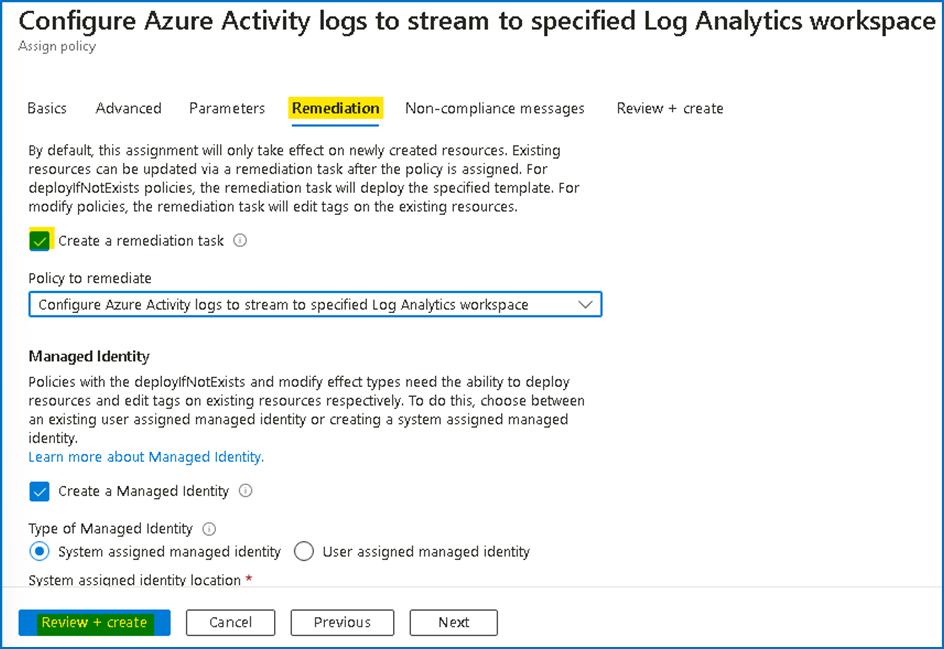 Configure Azure Activity logs to stream to specified Log Analytics workspace
Assign policy
Basics Advanced Parameters Remediation Non-compliance messages Review + create
By default, this assignment will only take effect on newly created resources. Existing
resources can be updated via a remediation task after the policy is assigned. For
deployIfNotExists policies, the remediation task will deploy the specified template. For
modify policies, the remediation task will edit tags on the existing resources.
Create a remediation task
Policy to remediate
Configure Azure Activity logs to stream to specified Log Analytics workspace
Managed Identity
Policies with the deployIfNotExists and modify effect types need the ability to deploy
resources and edit tags on existing resources respectively. To do this, choose between
an existing user assigned managed identity or creating a system assigned managed
identity.
Learn more about Managed Identity.
Create a Managed Identity
Type of Managed Identity
System assigned managed identity User assigned managed identity
System assigned identity location *
Review + create Cancel Previous Next